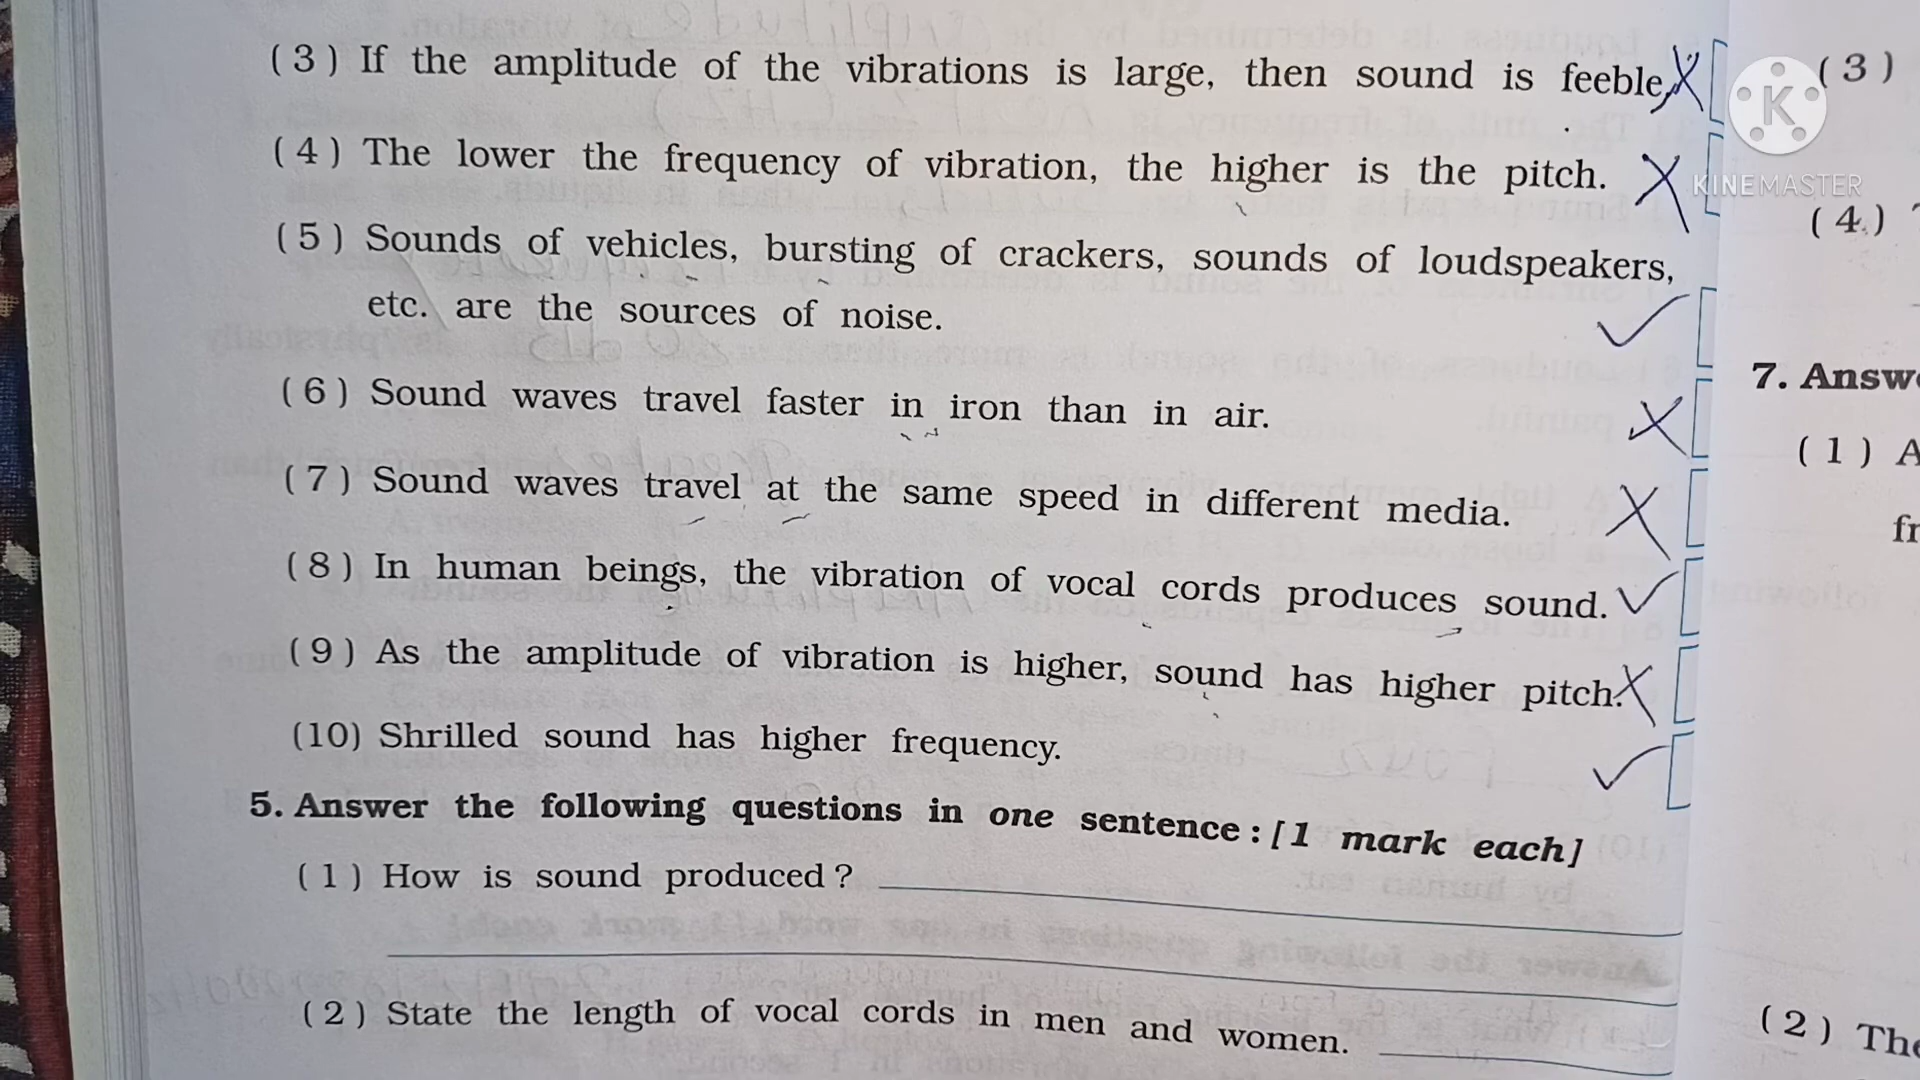 (3) If the amplitude of the vibrations is large, then sound is feeble,
(4) The lower the frequency of vibration, the higher is the pitch.
(5) Sounds of vehicles, bursting of crackers, sounds of loudspeakers,
etc. are the sources of noise.
(6) Sound waves travel faster in iron than in air.
(7) Sound waves travel at the same speed in different media.
(8) In human beings, the vibration of vocal cords produces sound.
(9) As the amplitude of vibration is higher, sound has higher pitch.
(10) Shrilled sound has higher frequency.
5. Answer the following questions in one sentence : [1 mark each]
(1) How is sound produced ?
(2) State the length of vocal cords in men and women.
K
KINEMASTER
(3)
(4)
7. Answ
(1) A
fr
(2) The